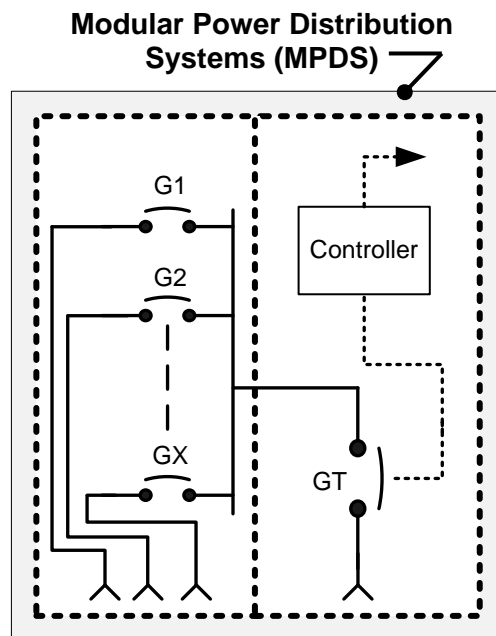 Modular Power Distribution
Systems (MPDS)
G1
G2
Controller
GX
GT